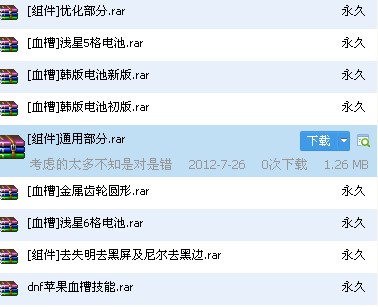 [组件]优化部分.rar 永久
[血槽]浅星5格电池.rar 永久
[血槽]韩版电池新版.rar 永久
[血槽]韩版电池初版.rar 永久
[组件]通用部分.rar 下载
考虑的太多不知是对是错 2012-7-26 0次下载 1.26 MB
[血槽]金属齿轮圆形.rar 永久
[血槽]浅星6格电池.rar 永久
[组件]去失明去黑屏及尼尔去黑边.rar 永久
dnf苹果血槽技能.rar 永久